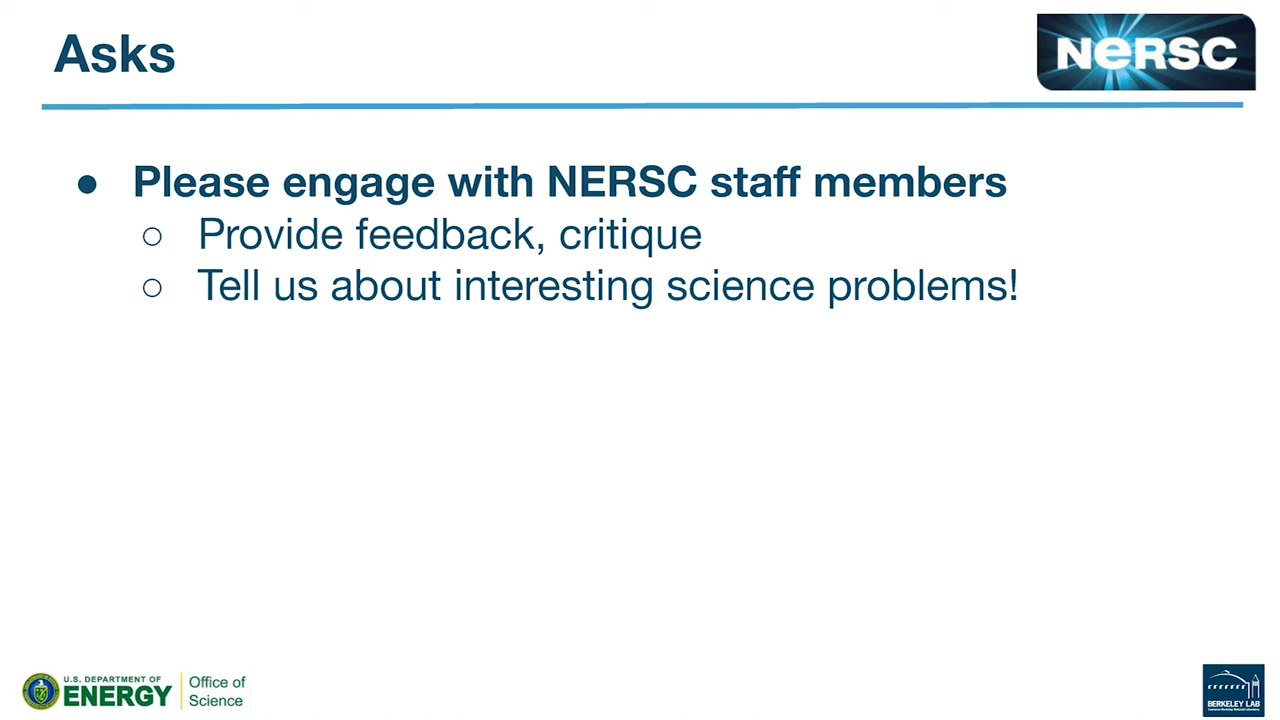 Asks
NERSC
● Please engage with NERSC staff members
○ Provide feedback, critique
○ Tell us about interesting science problems!
U.S. DEPARTMENT OF
ENERGY
Office of
Science
BERKELEY LAB